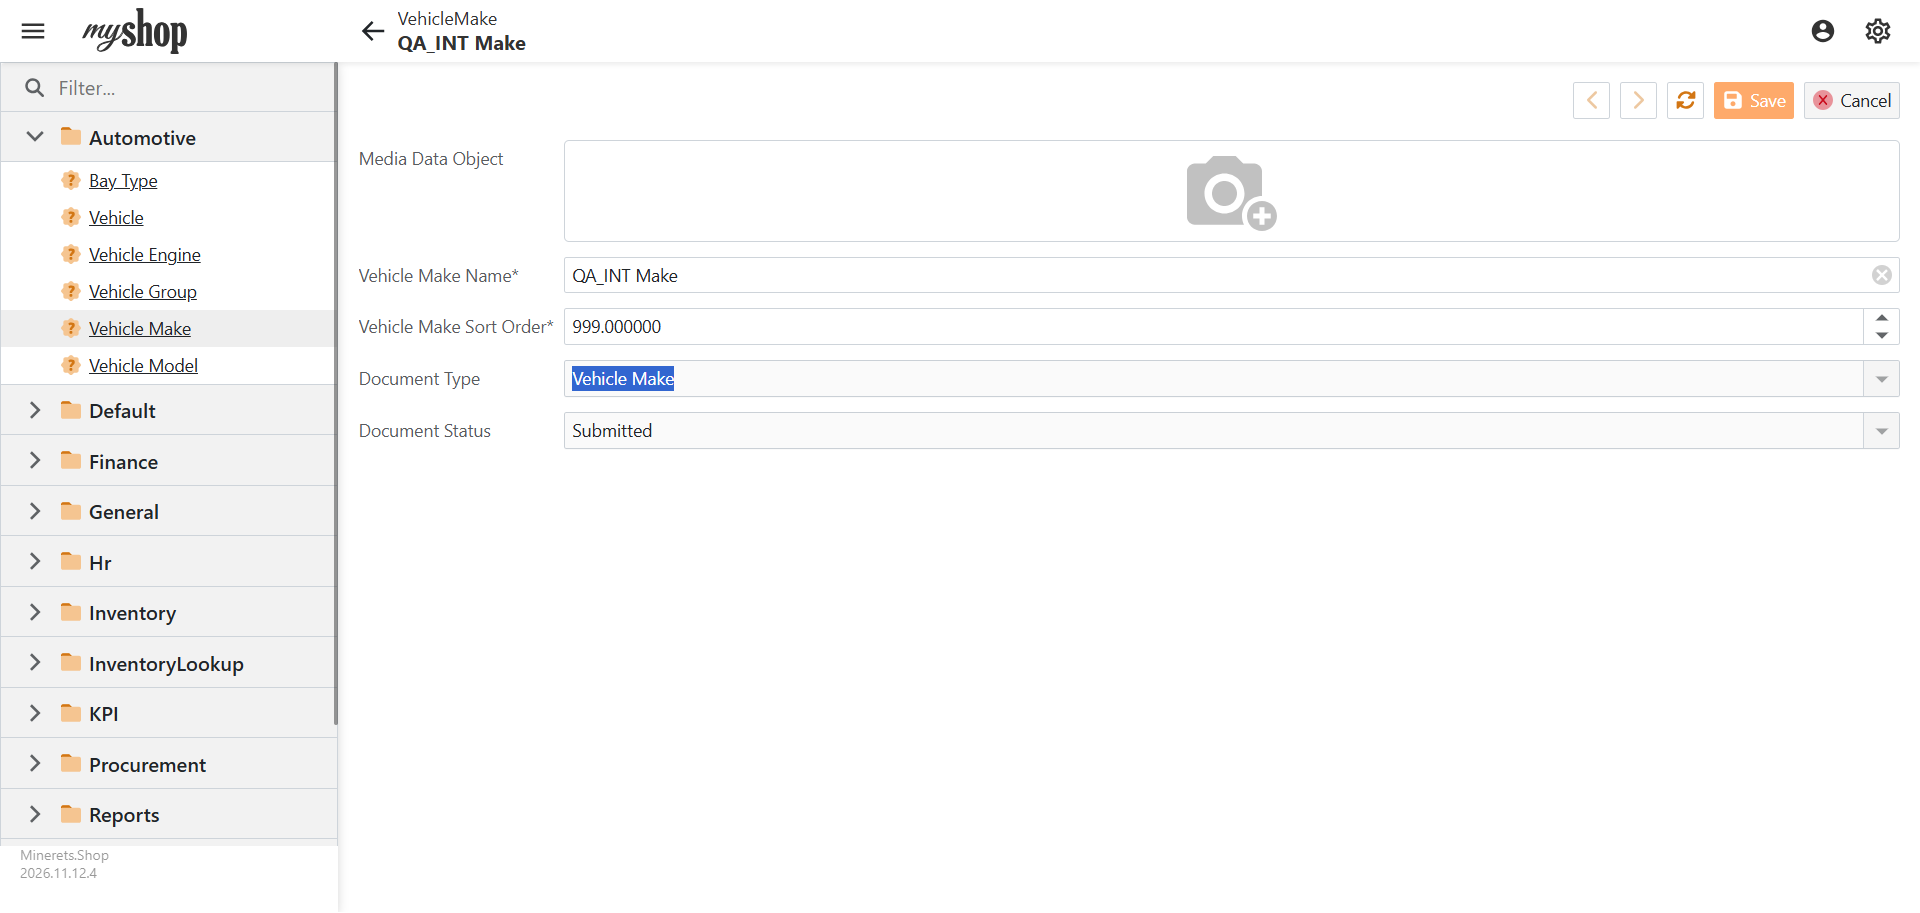 myshop
VehicleMake
QA_INT Make
Filter...
Automotive
Bay Type
Vehicle
Vehicle Engine
Vehicle Group
Vehicle Make
Vehicle Model
Default
Finance
General
Hr
Inventory
InventoryLookup
KPI
Procurement
Reports
Minerets.Shop
2026.11.12.4
Save
Cancel
Media Data Object
Vehicle Make Name*
QA_INT Make
Vehicle Make Sort Order*
999.000000
Document Type
Vehicle Make
Document Status
Submitted